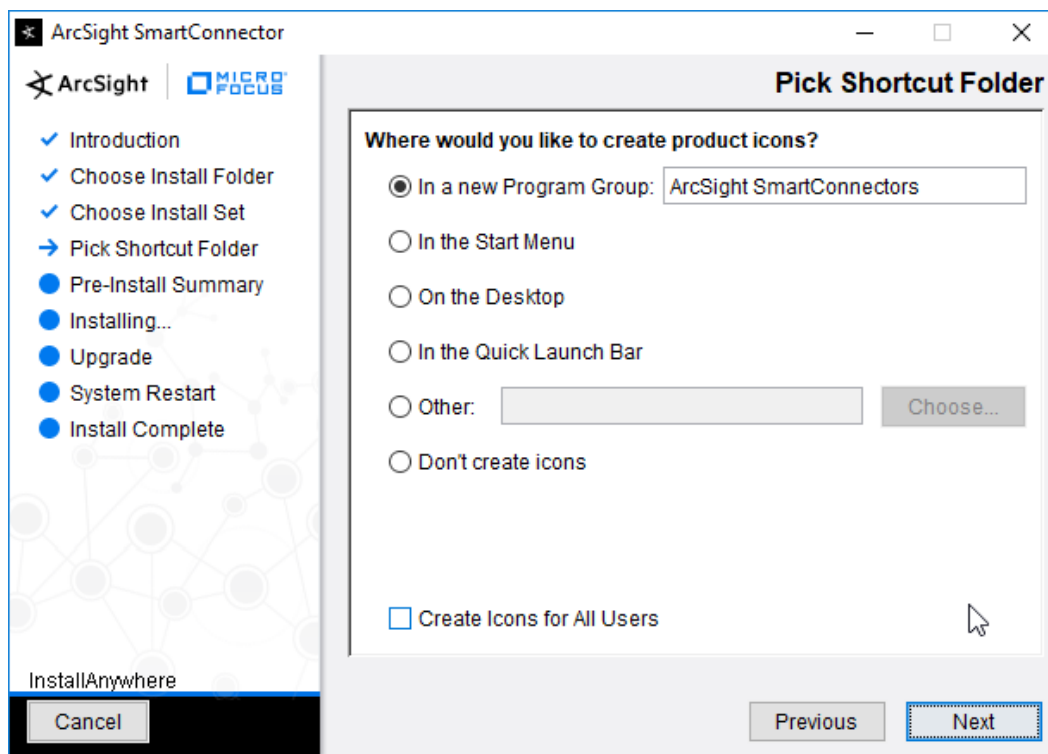 ArcSight SmartConnector
ArcSight
MICRO
FOCUS
Introduction
Choose Install Folder
Choose Install Set
Pick Shortcut Folder
Pre-Install Summary
Installing...
Upgrade
System Restart
Install Complete
InstallAnywhere
Cancel
Pick Shortcut Folder
Where would you like to create product icons?
In a new Program Group: ArcSight SmartConnectors
In the Start Menu
On the Desktop
In the Quick Launch Bar
Other: Choose...
Don't create icons
Create Icons for All Users
Previous Next